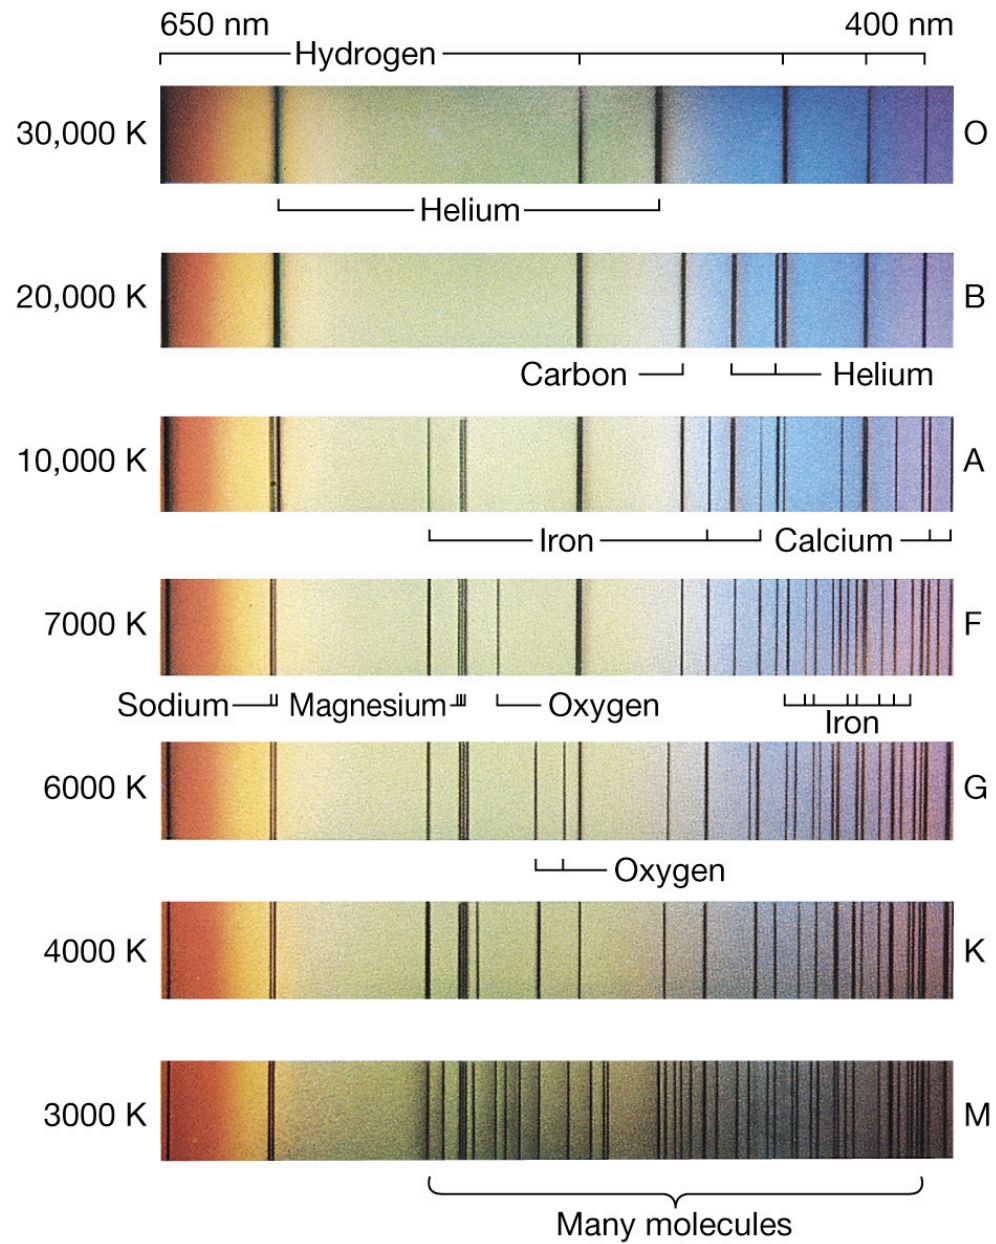 650 nm 400 nm
Hydrogen
30,000 K O
Helium
20,000 K B
Carbon Helium
10,000 K A
Iron Calcium
7000 K F
Sodium Magnesium Oxygen
Iron
6000 K G
Oxygen
4000 K K
3000 K M
Many molecules